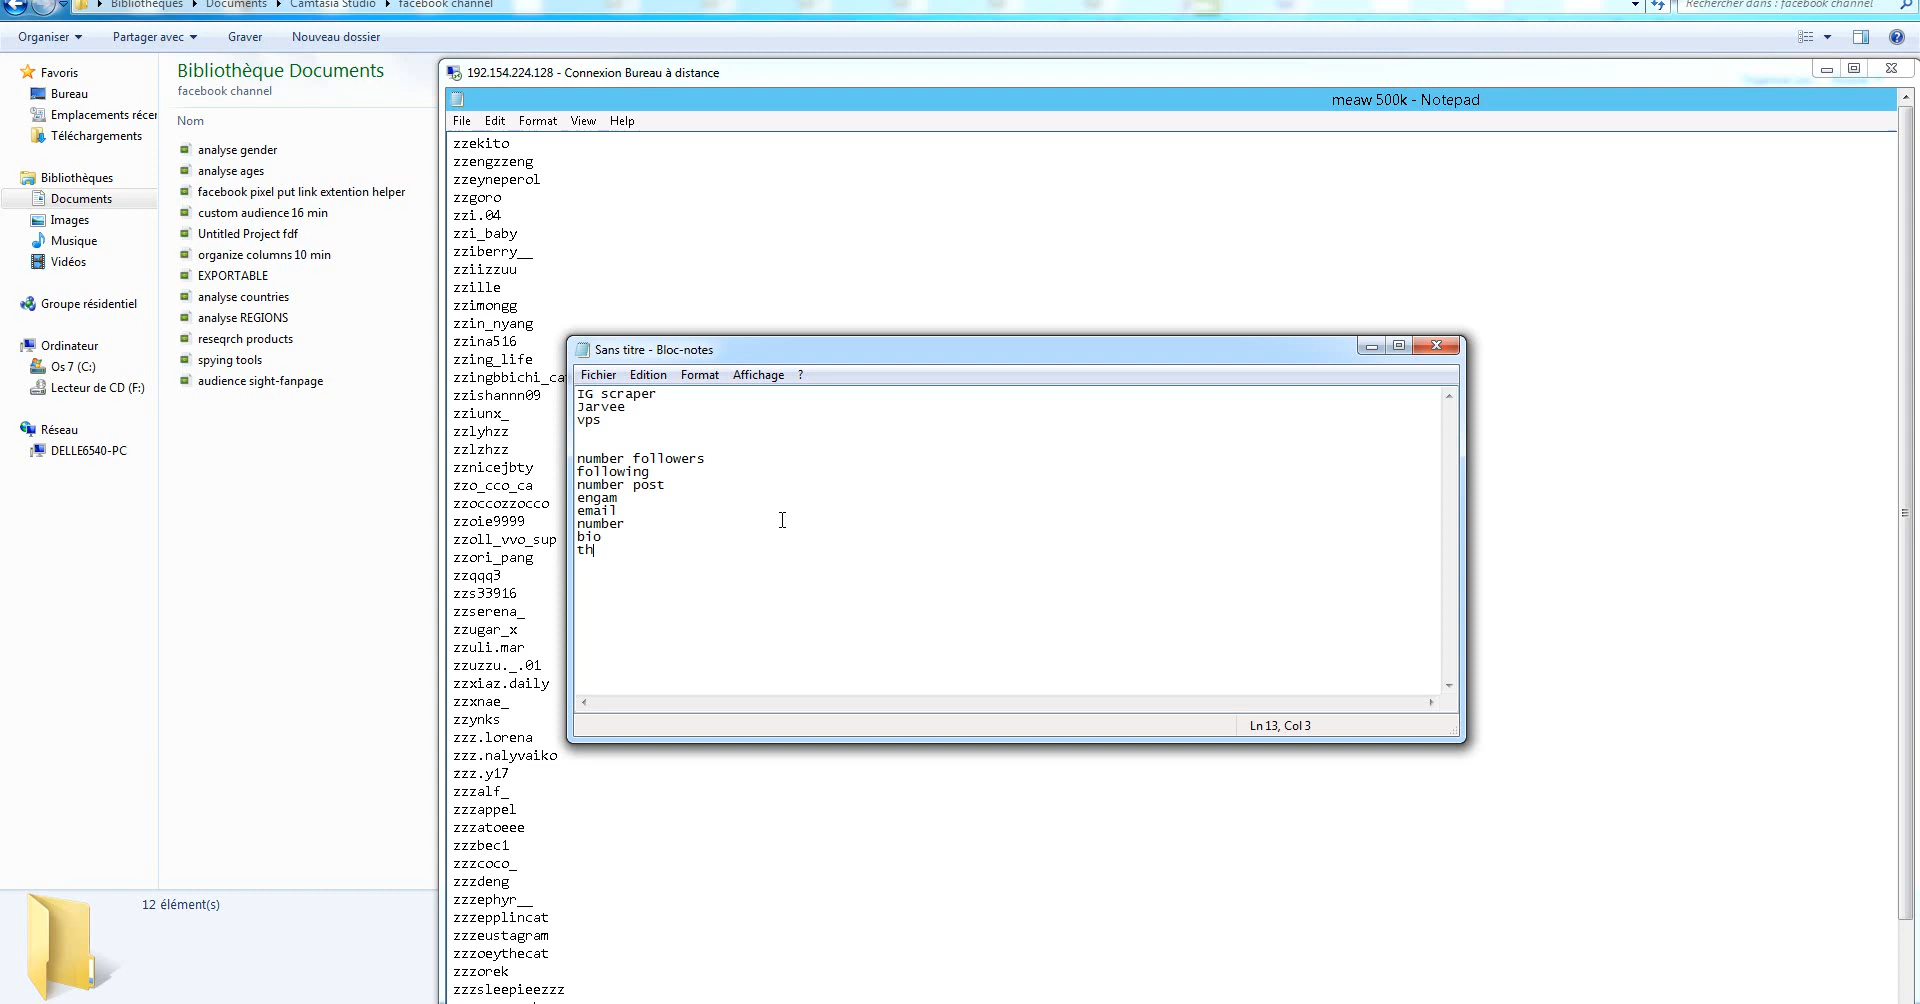 Bibliothèques ▸ Documents ▸ Camtasia Studio ▸ facebook channel
Rechercher dans : facebook channel
Organiser
Partager avec
Graver
Nouveau dossier
Favoris
Bureau
Emplacements récer
Téléchargements
Bibliothèques
Documents
Images
Musique
Vidéos
Groupe résidentiel
Ordinateur
Os 7 (C:)
Lecteur de CD (F:)
Réseau
DELLE6540-PC
Bibliothèque Documents
facebook channel
Nom
analyse gender
analyse ages
facebook pixel put link extention helper
custom audience 16 min
Untitled Project fdf
organize columns 10 min
EXPORTABLE
analyse countries
analyse REGIONS
reseqrch products
spying tools
audience sight-fanpage
12 élément(s)
192.154.224.128 - Connexion Bureau à distance
meaw 500k - Notepad
File Edit Format View Help
zzekito
zzengzzeng
zzeyneperol
zzgoro
zzi.04
zzi_baby
zziberry__
zziizzuu
zzille
zzimongg
zzin_nyang
zzina516
zzing_life
zzingbbichi_ca
zzishannn09
zziunx_
zzlyhzz
zzlzhzz
zznicejbty
zzo_cco_ca
zzoccozzocco
zzoie9999
zzoll_vvo_sup
zzori_pang
zzqqq3
zzs33916
zzserena_
zzugar_x
zzuli.mar
zzuzzu._.01
zzxiaz.daily
zzxnae_
zzynks
zzz.lorena
zzz.nalyvaiko
zzz.y17
zzzalf_
zzzappel
zzzatoeee
zzzbec1
zzzcoco_
zzzdeng
zzzephyr__
zzzepplincat
zzzeustagram
zzzoeythecat
zzzorek
zzzsleepieezzz
Sans titre - Bloc-notes
Fichier Edition Format Affichage ?
IG scraper
Jarvee
vps
number followers
following
number post
engam
email
number
bio
th
Ln 13, Col 3